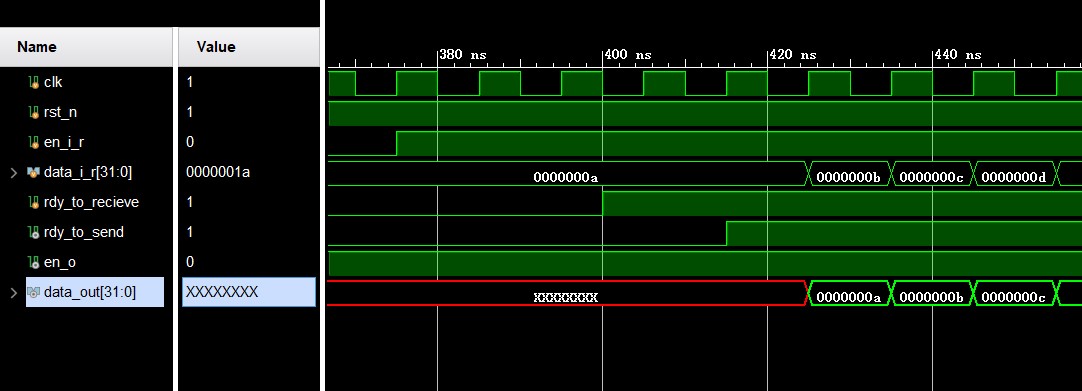 Name Value
380 ns 400 ns 420 ns 440 ns
clk 1
rst_n 1
en_i_r 0
data_i_r[31:0] 0000001a 0000000a 0000000b 0000000c 0000000d
rdy_to_recieve 1
rdy_to_send 1
en_o 0
data_out[31:0] XXXXXXXX XXXXXXXX 0000000a 0000000b 0000000c